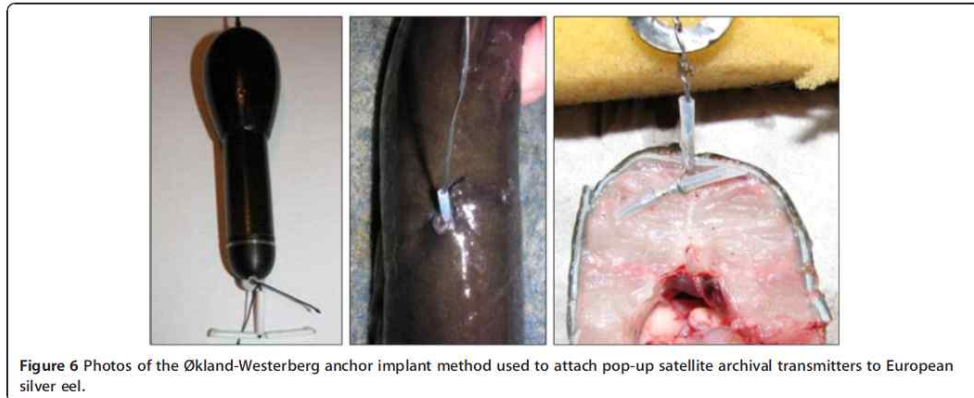 Figure 6 Photos of the Økland-Westerberg anchor implant method used to attach pop-up satellite archival transmitters to European
silver eel.